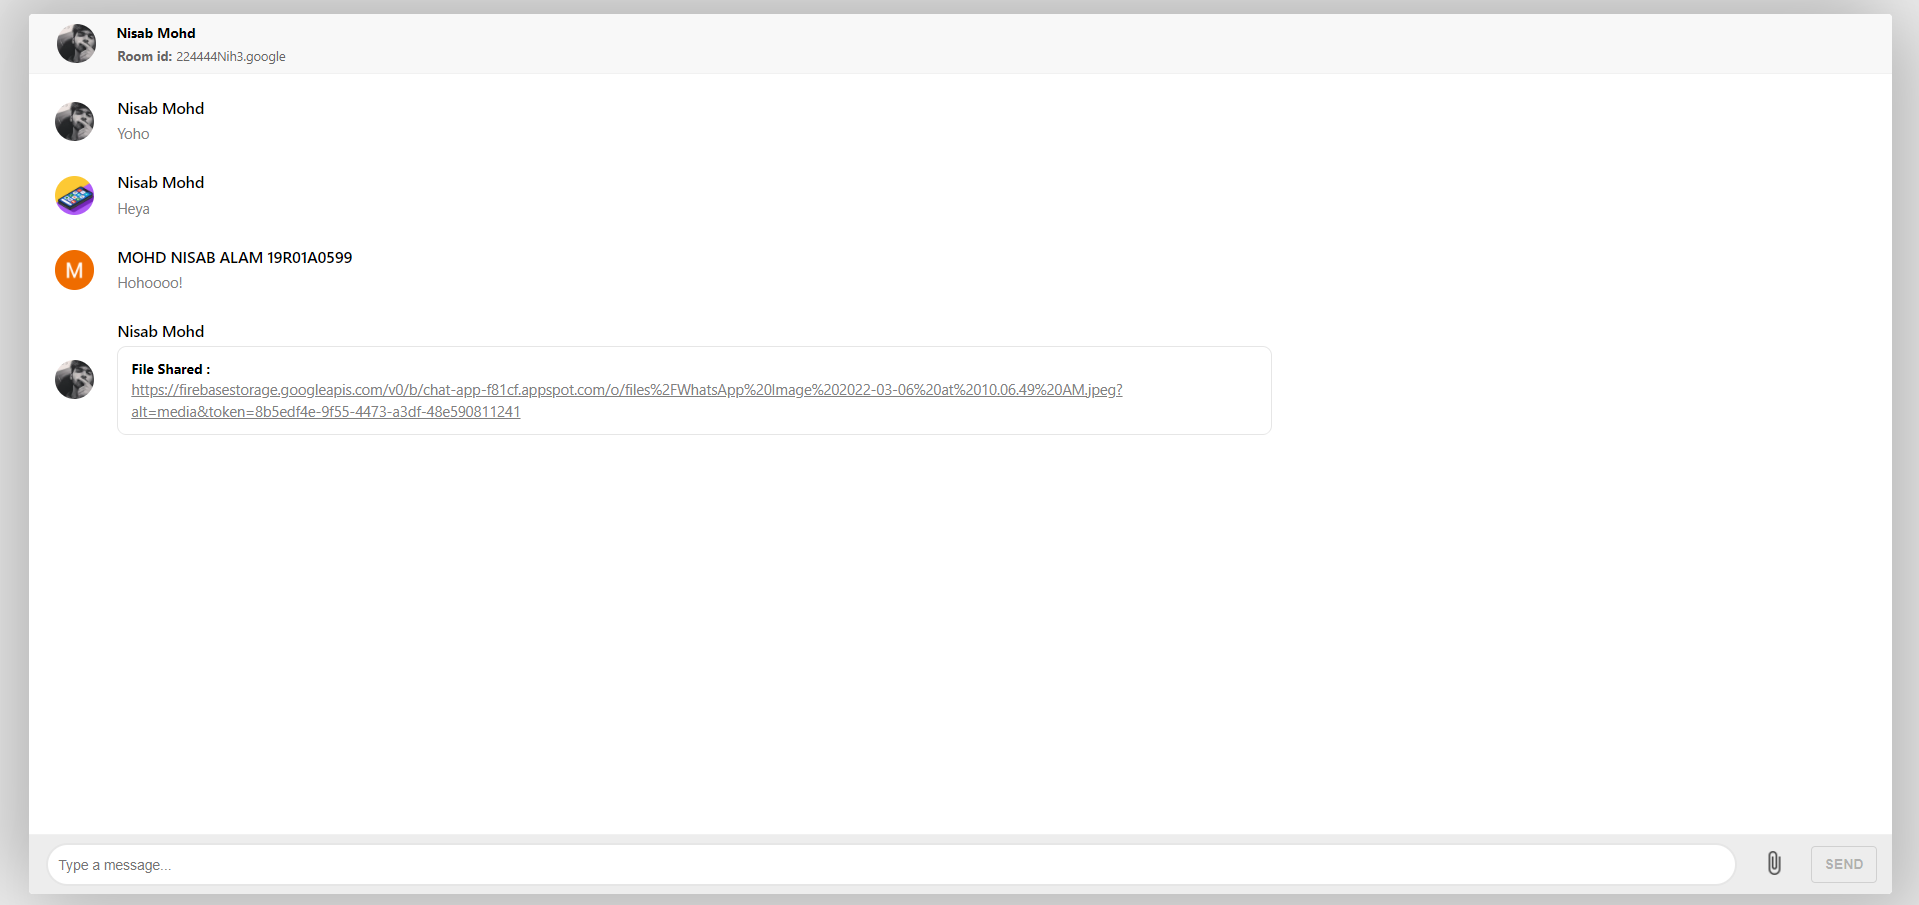 Nisab Mohd
Room id: 224444Nih3.google
Nisab Mohd
Yoho
Nisab Mohd
Heya
M
MOHD NISAB ALAM 19R01A0599
Hohoooo!
Nisab Mohd
File Shared :
https://firebasestorage.googleapis.com/v0/b/chat-app-f81cf.appspot.com/o/files%2FWhatsApp%20Image%202022-03-06%20at%2010.06.49%20AM.jpeg?
alt=media&token=8b5edf4e-9f55-4473-a3df-48e590811241
Type a message...
SEND